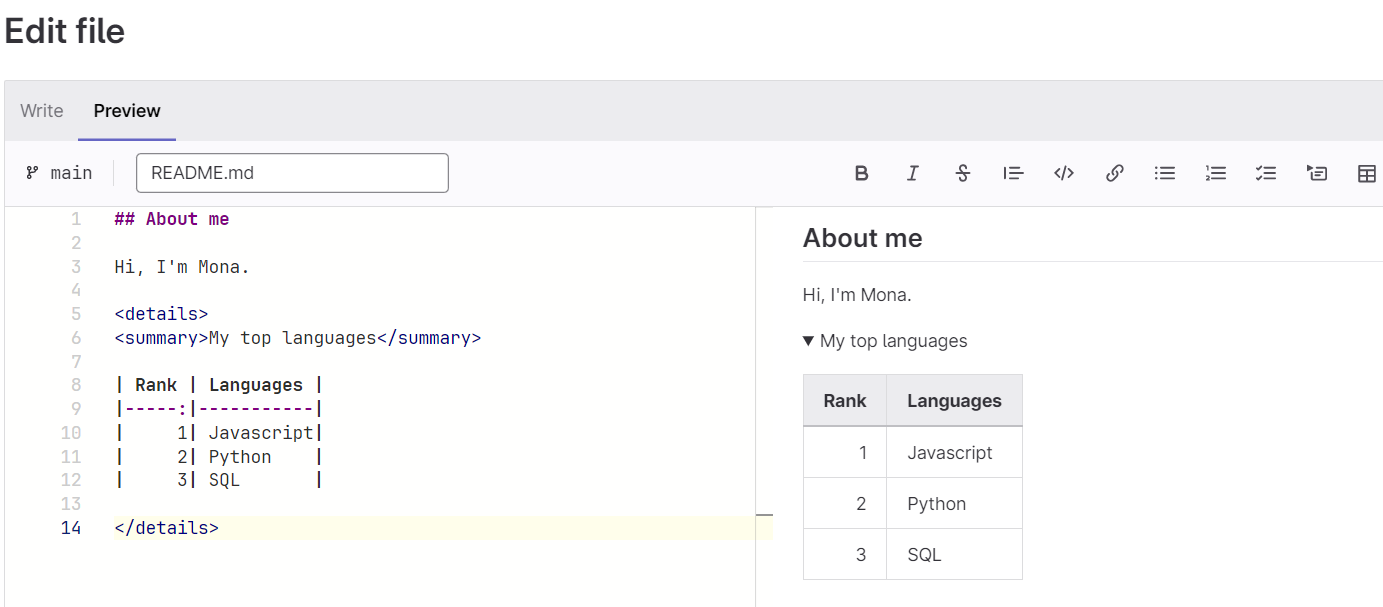 Edit file
Write Preview
main README.md
1 ## About me
2
3 Hi, I'm Mona.
4
5 <details>
6 <summary>My top languages</summary>
7
8 | Rank | Languages |
9 |-----:|-----------|
10 |     1| Javascript|
11 |     2| Python    |
12 |     3| SQL       |
13
14 </details>
About me
Hi, I'm Mona.
▼ My top languages
Rank Languages
1 Javascript
2 Python
3 SQL